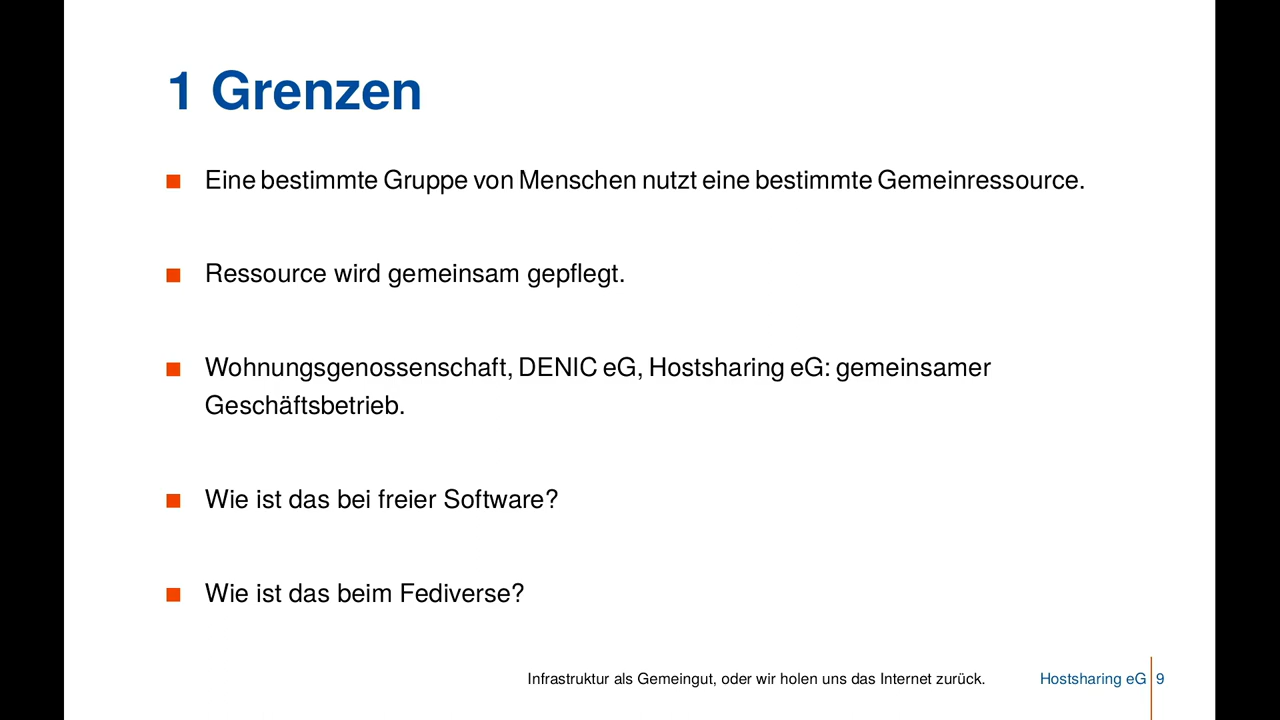 1 Grenzen
Eine bestimmte Gruppe von Menschen nutzt eine bestimmte Gemeinressource.
Ressource wird gemeinsam gepflegt.
Wohnungsgenossenschaft, DENIC eG, Hostsharing eG: gemeinsamer
Geschäftsbetrieb.
Wie ist das bei freier Software?
Wie ist das beim Fediverse?
Infrastruktur als Gemeingut, oder wir holen uns das Internet zurück. Hostsharing eG 9